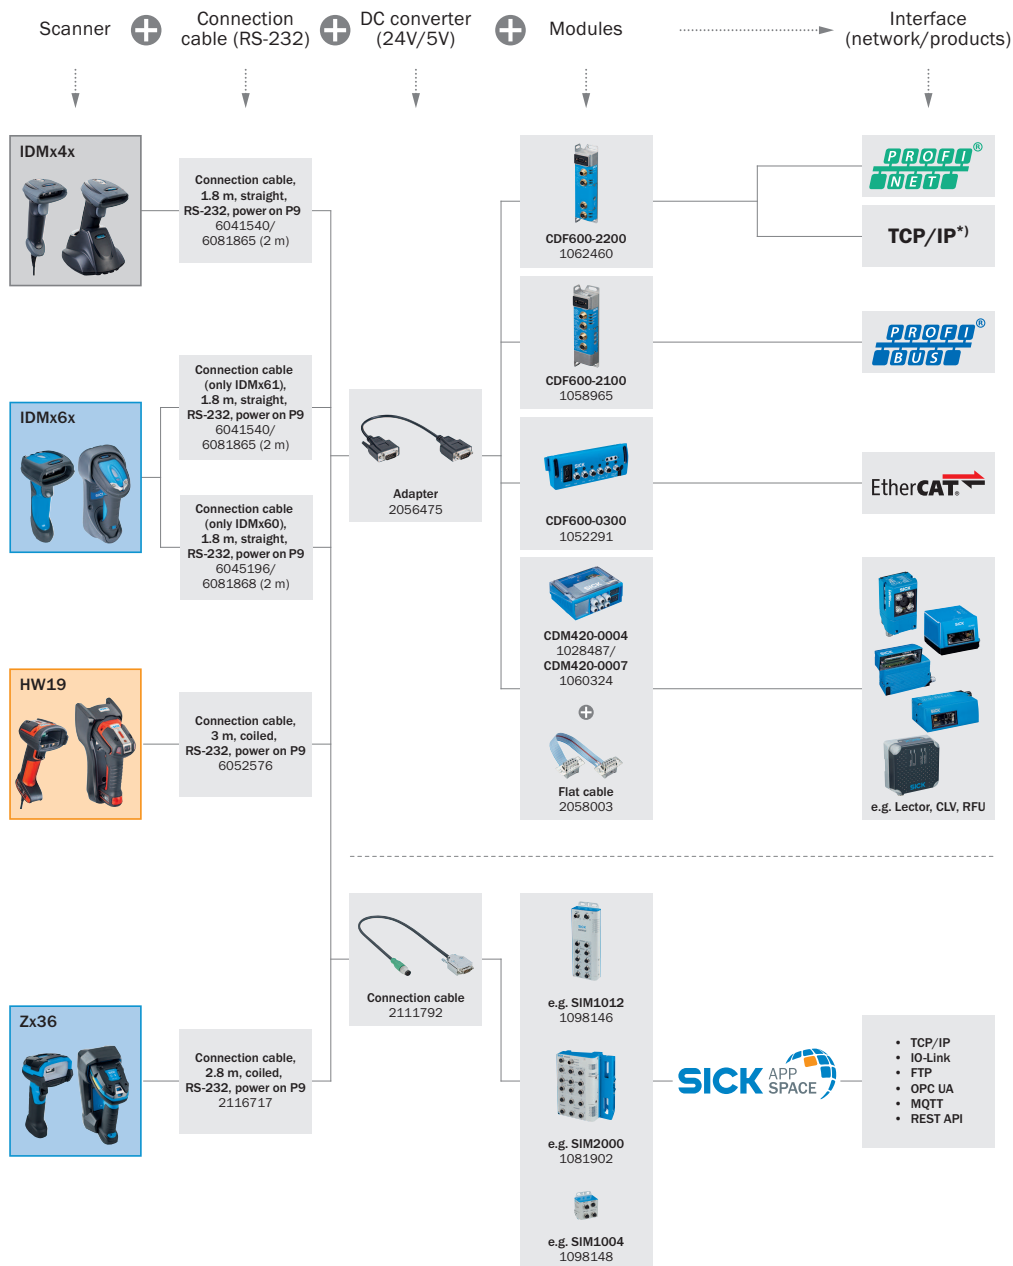 Scanner
Connection
cable (RS-232)
DC converter
(24V/5V)
Modules
Interface
(network/products)
IDMx4x
Connection cable,
1.8 m, straight,
RS-232, power on P9
6041540/
6081865 (2 m)
CDF600-2200
1062460
PROFI
NET®
TCP/IP*)
CDF600-2100
1058965
PROFI
BUS®
IDMx6x
Connection cable
(only IDMx61),
1.8 m, straight,
RS-232, power on P9
6041540/
6081865 (2 m)
Connection cable
(only IDMx60),
1.8 m, straight,
RS-232, power on P9
6045196/
6081868 (2 m)
Adapter
2056475
SICK
CDF600-0300
1052291
EtherCAT®
SICK
CDM420-0004
1028487/
CDM420-0007
1060324
Flat cable
2058003
SICK
SICK
SICK
e.g. Lector, CLV, RFU
HW19
Connection cable,
3 m, coiled,
RS-232, power on P9
6052576
Connection cable
2111792
SICK
e.g. SIM1012
1098146
Zx36
Connection cable,
2.8 m, coiled,
RS-232, power on P9
2116717
e.g. SIM2000
1081902
e.g. SIM1004
1098148
SICK APP
SPACE
• TCP/IP
• IO-Link
• FTP
• OPC UA
• MQTT
• REST API